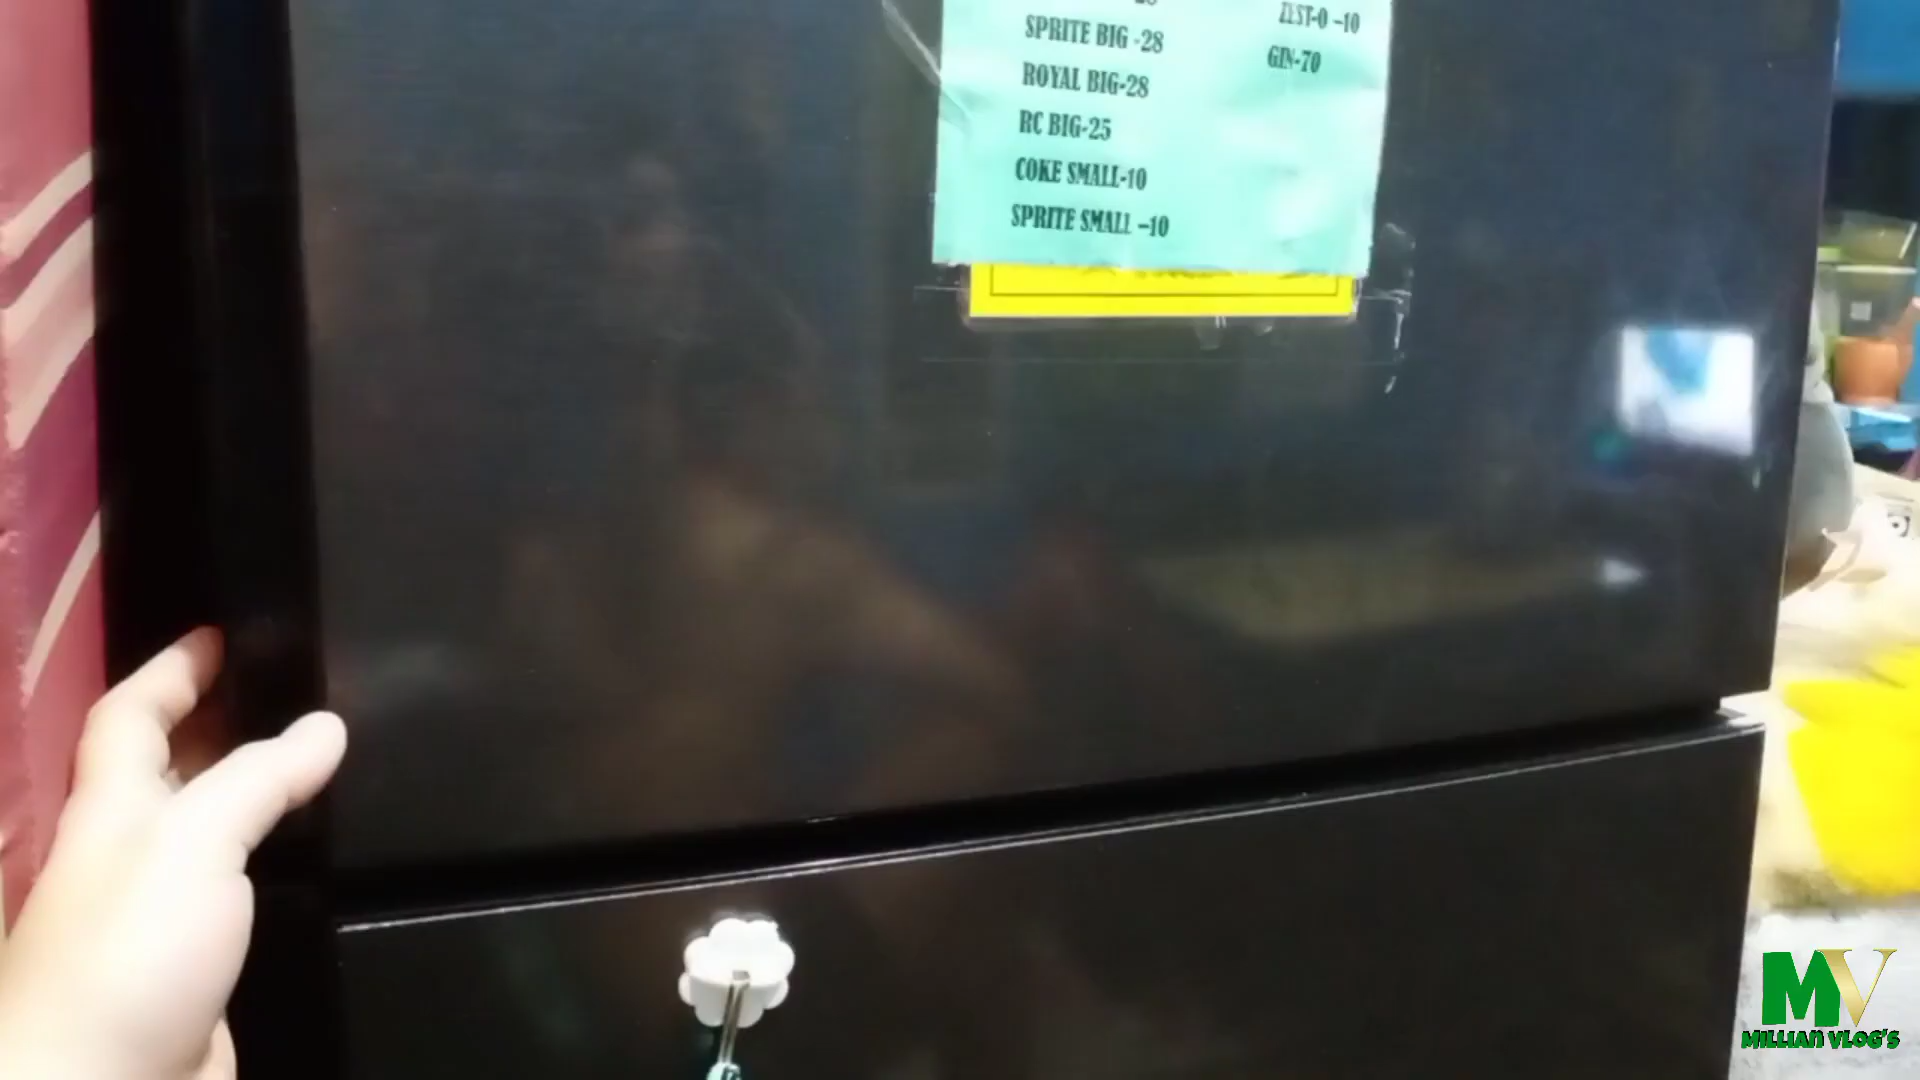 SPRITE BIG -28
ROYAL BIG-28
RC BIG-25
COKE SMALL-10
SPRITE SMALL –10
ZEST-O –10
GIN-70
MV
MILLIAN VLOG'S